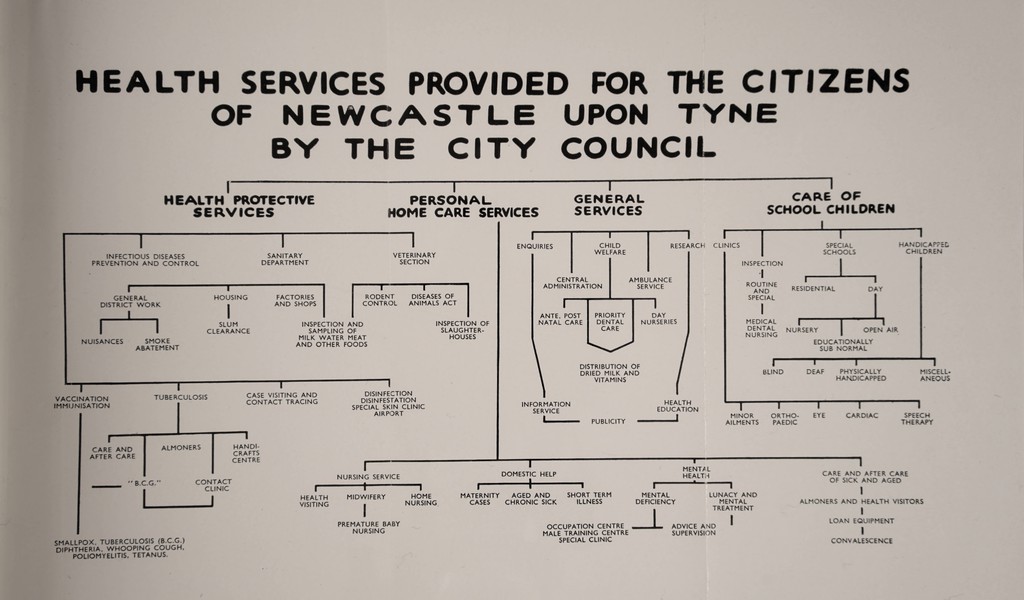 HEALTH SERVICES PROVIDED FOR THE CITIZENS
OF NEWCASTLE UPON TYNE
BY THE CITY COUNCIL
HEALTH PROTECTIVE
SERVICES
PERSONAL
HOME CARE SERVICES
GENERAL
SERVICES
CARE OF
SCHOOL CHILDREN
INFECTIOUS DISEASES
PREVENTION AND CONTROL
SANITARY
DEPARTMENT
VETERINARY
SECTION
GENERAL
DISTRICT WORK
HOUSING
FACTORIES
AND SHOPS
RODENT
CONTROL
DISEASES OF
ANIMALS ACT
NUISANCES
SMOKE
ABATEMENT
SLUM
CLEARANCE
INSPECTION AND
SAMPLING OF
MILK WATER MEAT
AND OTHER FOODS
INSPECTION OF
SLAUGHTER-
HOUSES
VACCINATION
IMMUNISATION
TUBERCULOSIS
CASE VISITING AND
CONTACT TRACING
DISINFECTION
DISINFESTATION
SPECIAL SKIN CLINIC
AIRPORT
CARE AND
AFTER CARE
ALMONERS
HANDI-
CRAFTS
CENTRE
"B.C.G."
CONTACT
CLINIC
SMALLPOX, TUBERCULOSIS (B.C.G.)
DIPHTHERIA, WHOOPING COUGH,
POLIOMYELITIS, TETANUS.
ENQUIRIES
CHILD
WELFARE
RESEARCH
CENTRAL
ADMINISTRATION
AMBULANCE
SERVICE
ANTE, POST
NATAL CARE
PRIORITY
DENTAL
CARE
DAY
NURSERIES
DISTRIBUTION OF
DRIED MILK AND
VITAMINS
INFORMATION
SERVICE
HEALTH
EDUCATION
PUBLICITY
CLINICS
INSPECTION
ROUTINE
AND
SPECIAL
MEDICAL
DENTAL
NURSING
SPECIAL
SCHOOLS
HANDICAPPED
CHILDREN
RESIDENTIAL
DAY
NURSERY
OPEN AIR
EDUCATIONALLY
SUB NORMAL
BLIND
DEAF
PHYSICALLY
HANDICAPPED
MISCELL-
ANEOUS
MINOR
AILMENTS
ORTHO-
PAEDIC
EYE
CARDIAC
SPEECH
THERAPY
NURSING SERVICE
DOMESTIC HELP
MENTAL
HEALTH
CARE AND AFTER CARE
OF SICK AND AGED
HEALTH
VISITING
MIDWIFERY
HOME
NURSING
PREMATURE BABY
NURSING
MATERNITY
CASES
AGED AND
CHRONIC SICK
SHORT TERM
ILLNESS
MENTAL
DEFICIENCY
LUNACY AND
MENTAL
TREATMENT
OCCUPATION CENTRE
MALE TRAINING CENTRE
SPECIAL CLINIC
ADVICE AND
SUPERVISION
ALMONERS AND HEALTH VISITORS
LOAN EQUIPMENT
CONVALESCENCE